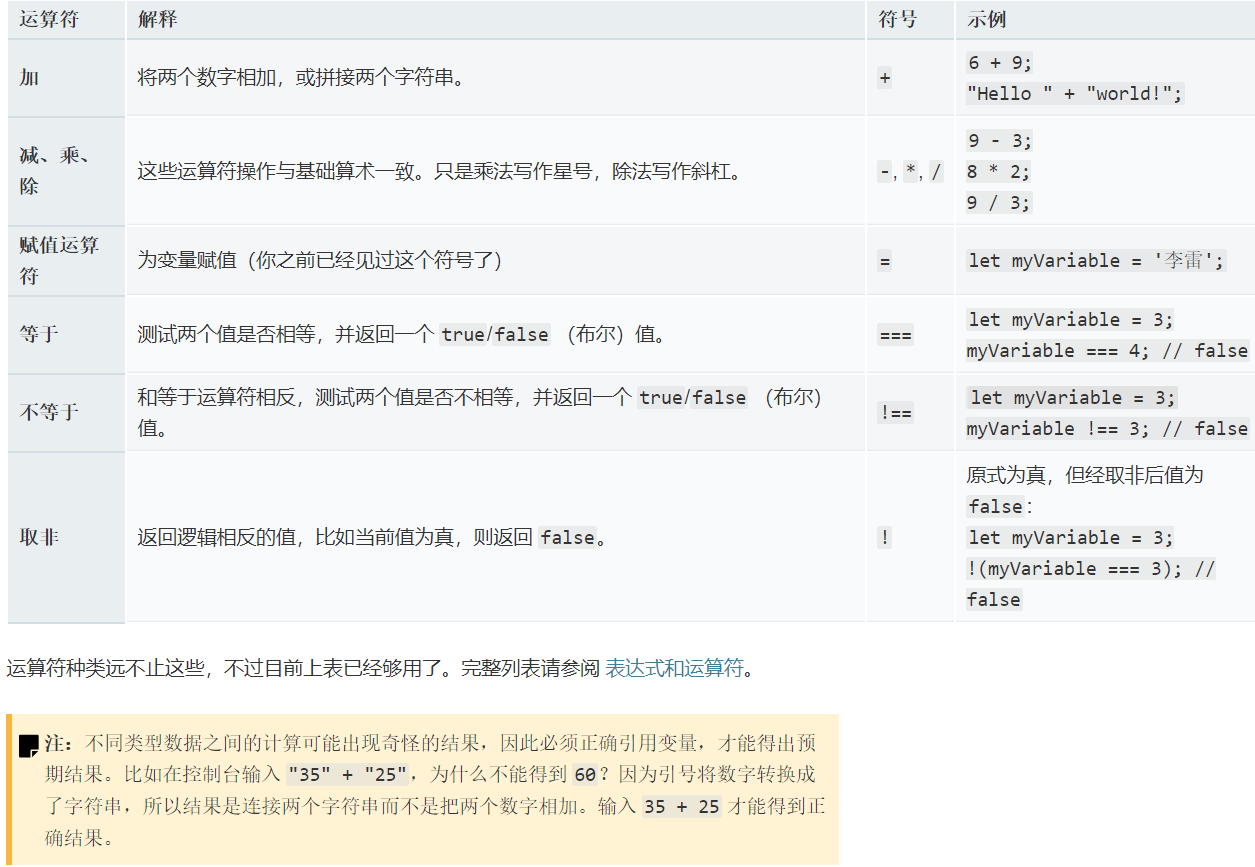 运算符 解释 符号 示例
加 将两个数字相加，或拼接两个字符串。 + 6 + 9;
"Hello " + "world!";
减、乘、
除 这些运算符操作与基础算术一致。只是乘法写作星号，除法写作斜杠。 -, *, / 9 - 3;
8 * 2;
9 / 3;
赋值运算
符 为变量赋值（你之前已经见过这个符号了） = let myVariable = '李雷';
等于 测试两个值是否相等，并返回一个 true/false （布尔）值。 === let myVariable = 3;
myVariable === 4; // false
不等于 和等于运算符相反，测试两个值是否不相等，并返回一个 true/false （布尔）
值。 !== let myVariable = 3;
myVariable !== 3; // false
取非 返回逻辑相反的值，比如当前值为真，则返回 false。 ! 原式为真，但经取非后值为
false：
let myVariable = 3;
!(myVariable === 3); //
false
运算符种类远不止这些，不过目前上表已经够用了。完整列表请参阅 表达式和运算符。
注：不同类型数据之间的计算可能出现奇怪的结果，因此必须正确引用变量，才能得出预
期结果。比如在控制台输入 "35" + "25"，为什么不能得到 60？因为引号将数字转换成
了字符串，所以结果是连接两个字符串而不是把两个数字相加。输入 35 + 25 才能得到正
确结果。